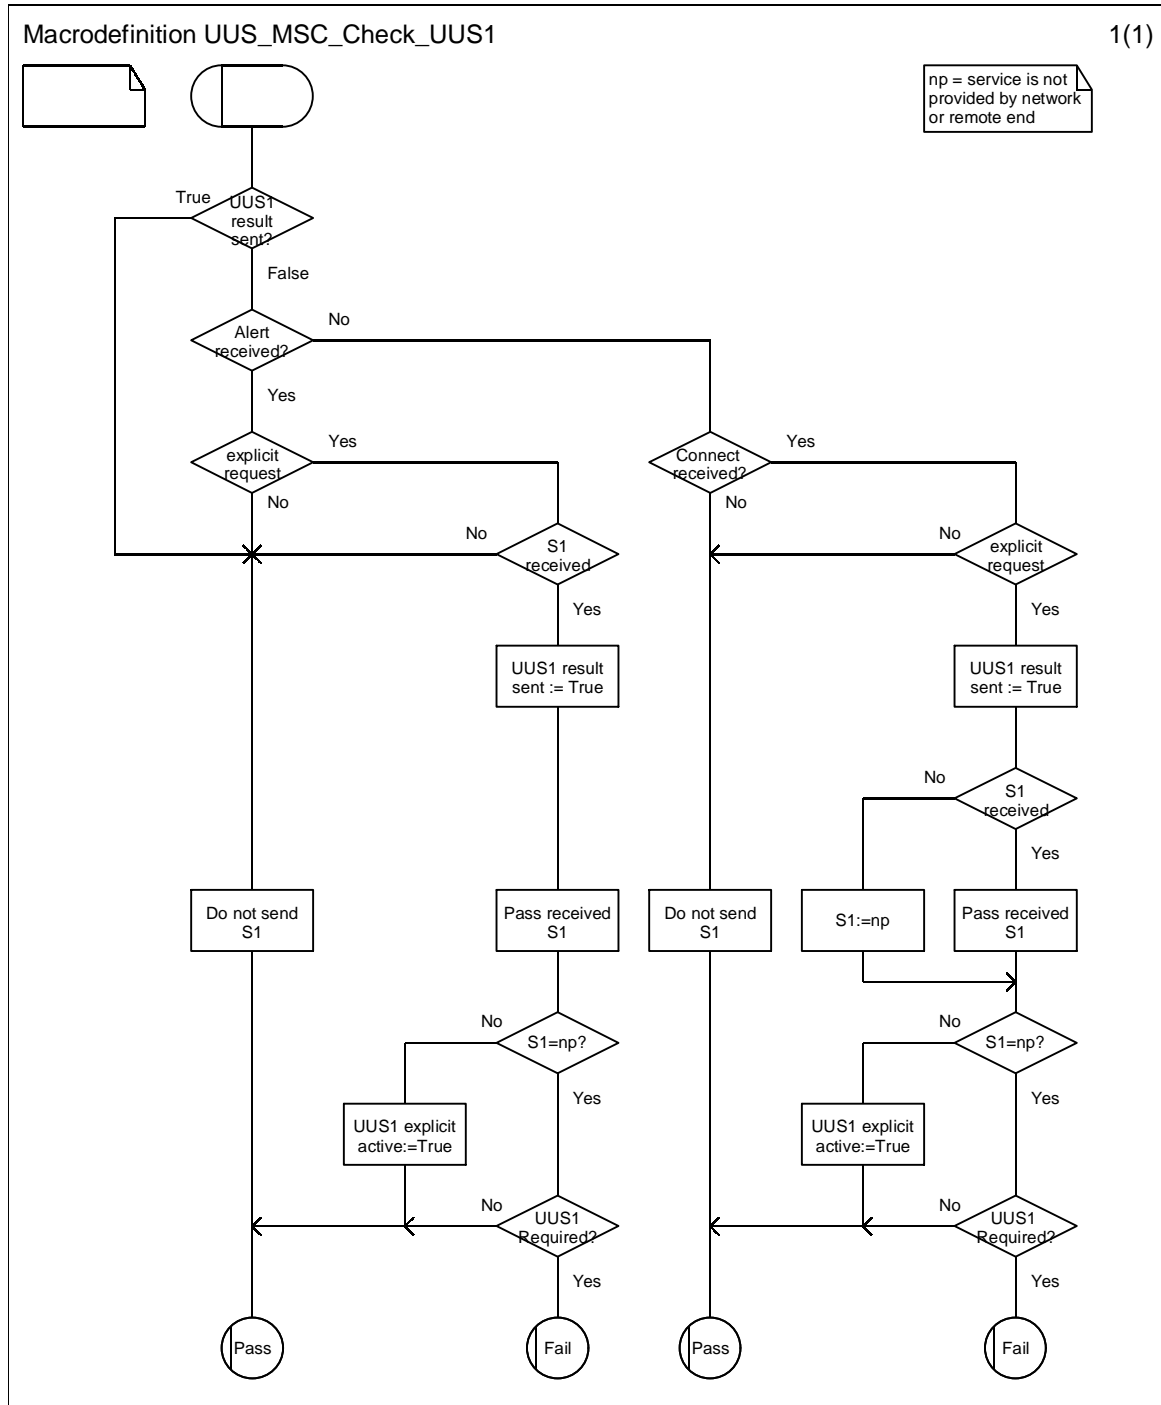 Macrodefinition UUS_MSC_Check_UUS1
1(1)
np = service is not
provided by network
or remote end
True
UUS1
result
sent?
False
Alert
received?
No
Yes
explicit
request
Yes
No
Connect
received?
Yes
No
No
S1
received
Yes
No
explicit
request
Yes
UUS1 result
sent := True
UUS1 result
sent := True
No
S1
received
Yes
Do not send
S1
Pass received
S1
Do not send
S1
S1:=np
Pass received
S1
No
S1=np?
Yes
No
S1=np?
Yes
UUS1 explicit
active:=True
UUS1 explicit
active:=True
No
UUS1
Required?
Yes
No
UUS1
Required?
Yes
Pass
Fail
Pass
Fail